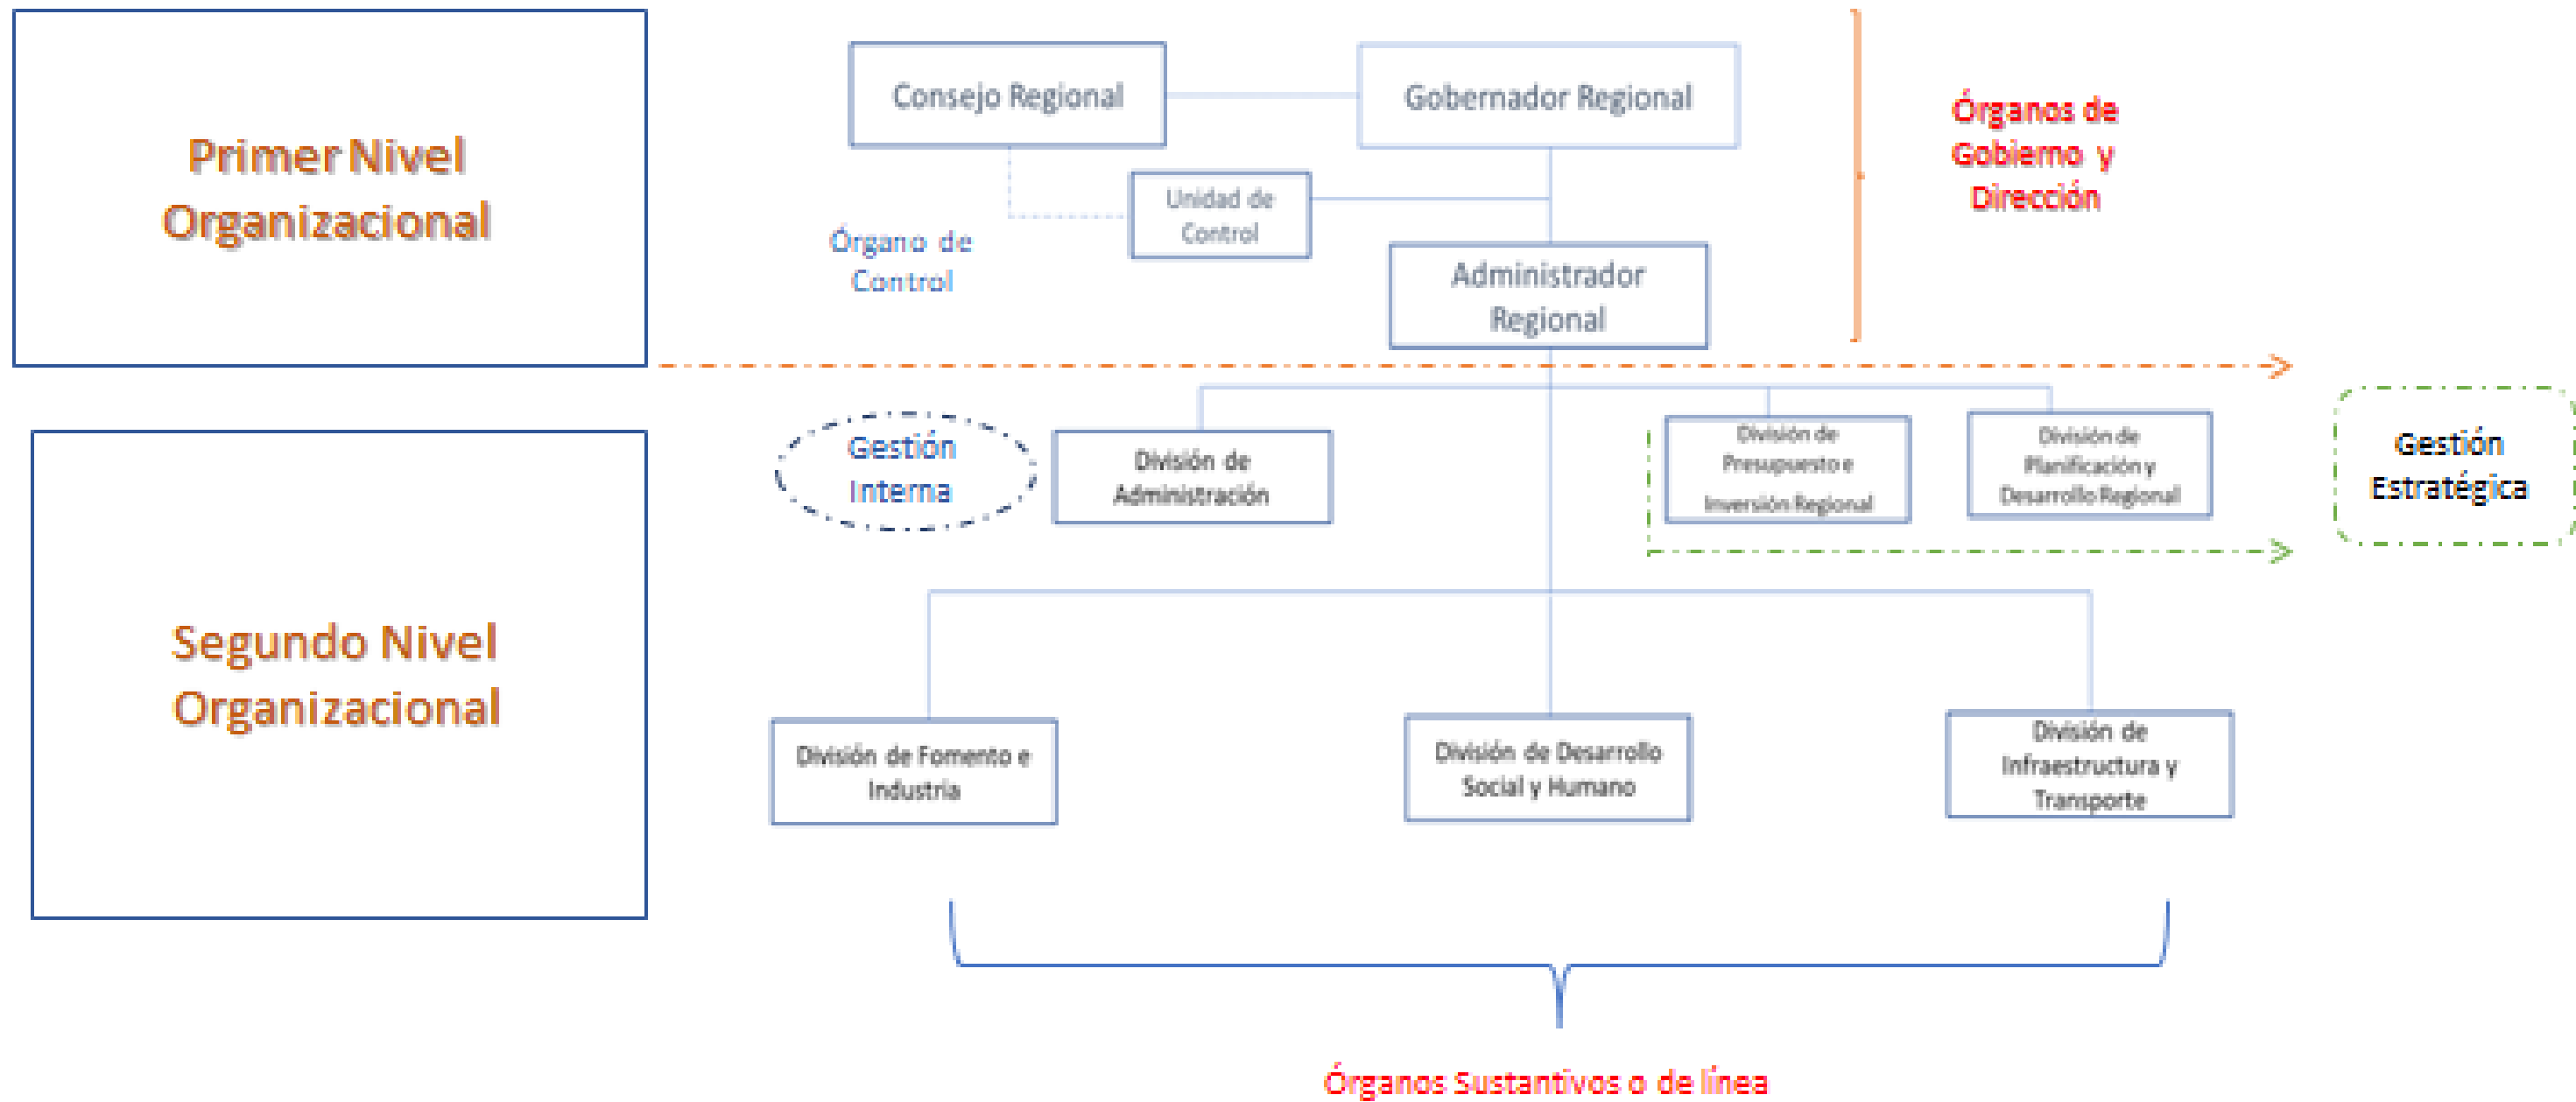 Primer Nivel
Organizacional
Consejo Regional
Gobernador Regional
Unidad de
Control
Órgano de
Control
Administrador
Regional
Órganos de
Gobierno y
Dirección
Segundo Nivel
Organizacional
Gestión
Interna
División de
Administración
División de
Presupuesto e
Inversión Regional
División de
Planificación y
Desarrollo Regional
Gestión
Estratégica
División de Fomento e
Industria
División de Desarrollo
Social y Humano
División de
Infraestructura y
Transporte
Órganos Sustantivos o de línea